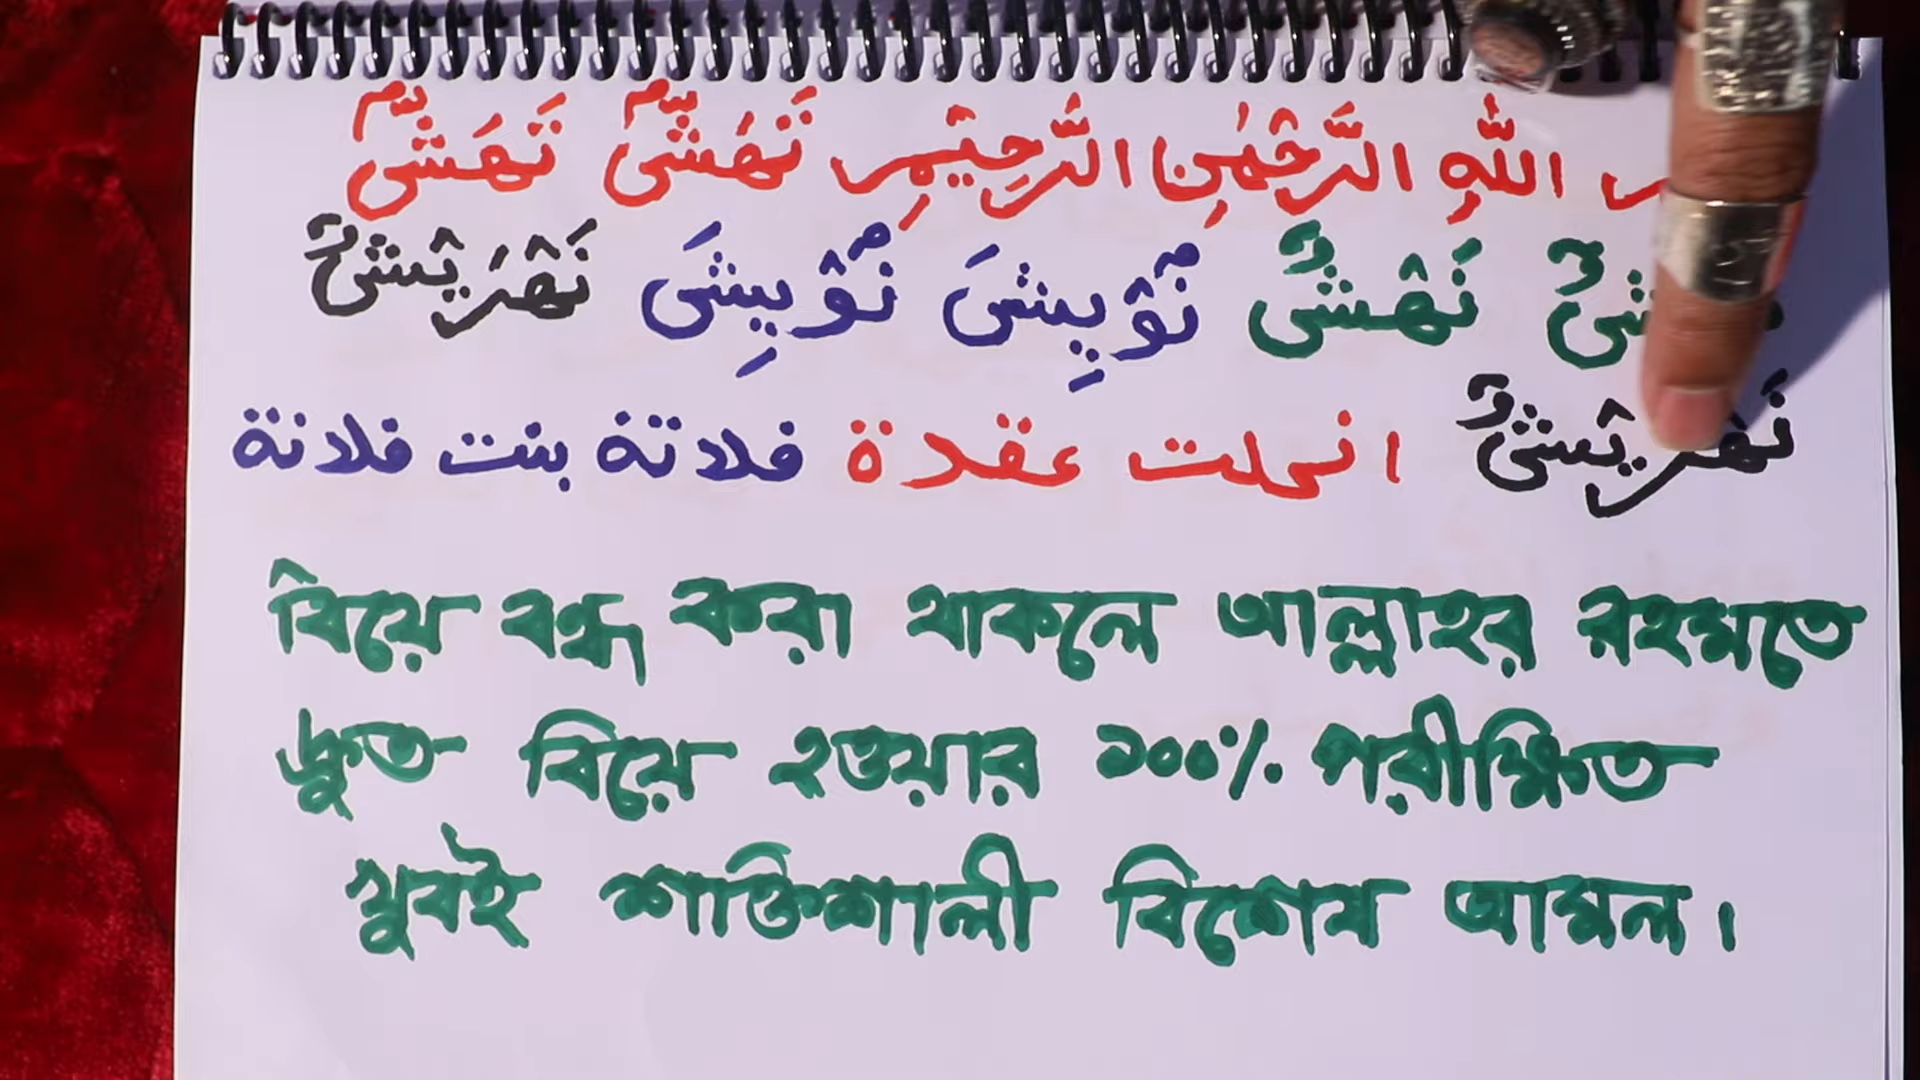 اللّٰهِ الرَّحْمٰنِ الرَّحِيْمِ نَهَشٌ نَهَشٌ
نَهْشٌ نُوْيِشَ نُوْيِشَ نَهْرَيْشٌ
نَهْرَيْشٌ انحلت عقدة فلانة بنت فلانة
বিয়ে বন্ধ করা থাকলে আল্লাহর রহমতে
দ্রুত বিয়ে হওয়ার ১০০% পরীক্ষিত
খুবই শক্তিশালী বিশেষ আমল।